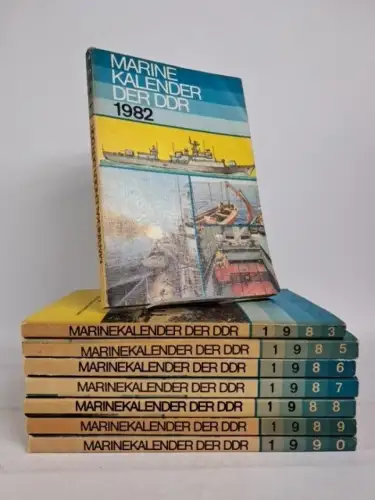 MARINE
KALENDER
DER DDR
1982
MARINEKALENDER DER DDR 1983
MARINEKALENDER DER DDR 1985
MARINEKALENDER DER DDR 1986
MARINEKALENDER DER DDR 1987
MARINEKALENDER DER DDR 1988
MARINEKALENDER DER DDR 1989
MARINEKALENDER DER DDR 1990